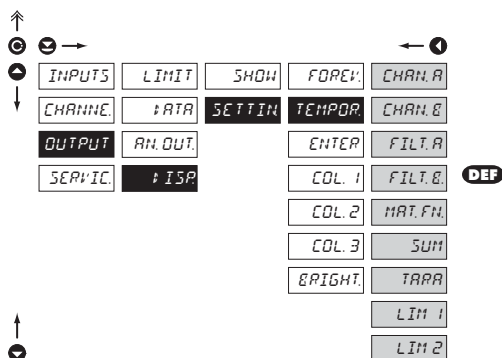 INPUTS LIMIT SHOW FOREV. CHAN. A
CHANNE. DATA SETTIN. TEMPOR. CHAN. B
OUTPUT AN. OUT. ENTER FILT. A
SERVIC. DISP. COL. 1 FILT. B. DEF
COL. 2 MAT. FN.
COL. 3 SUM
BRIGHT. TARA
LIM 1
LIM 2